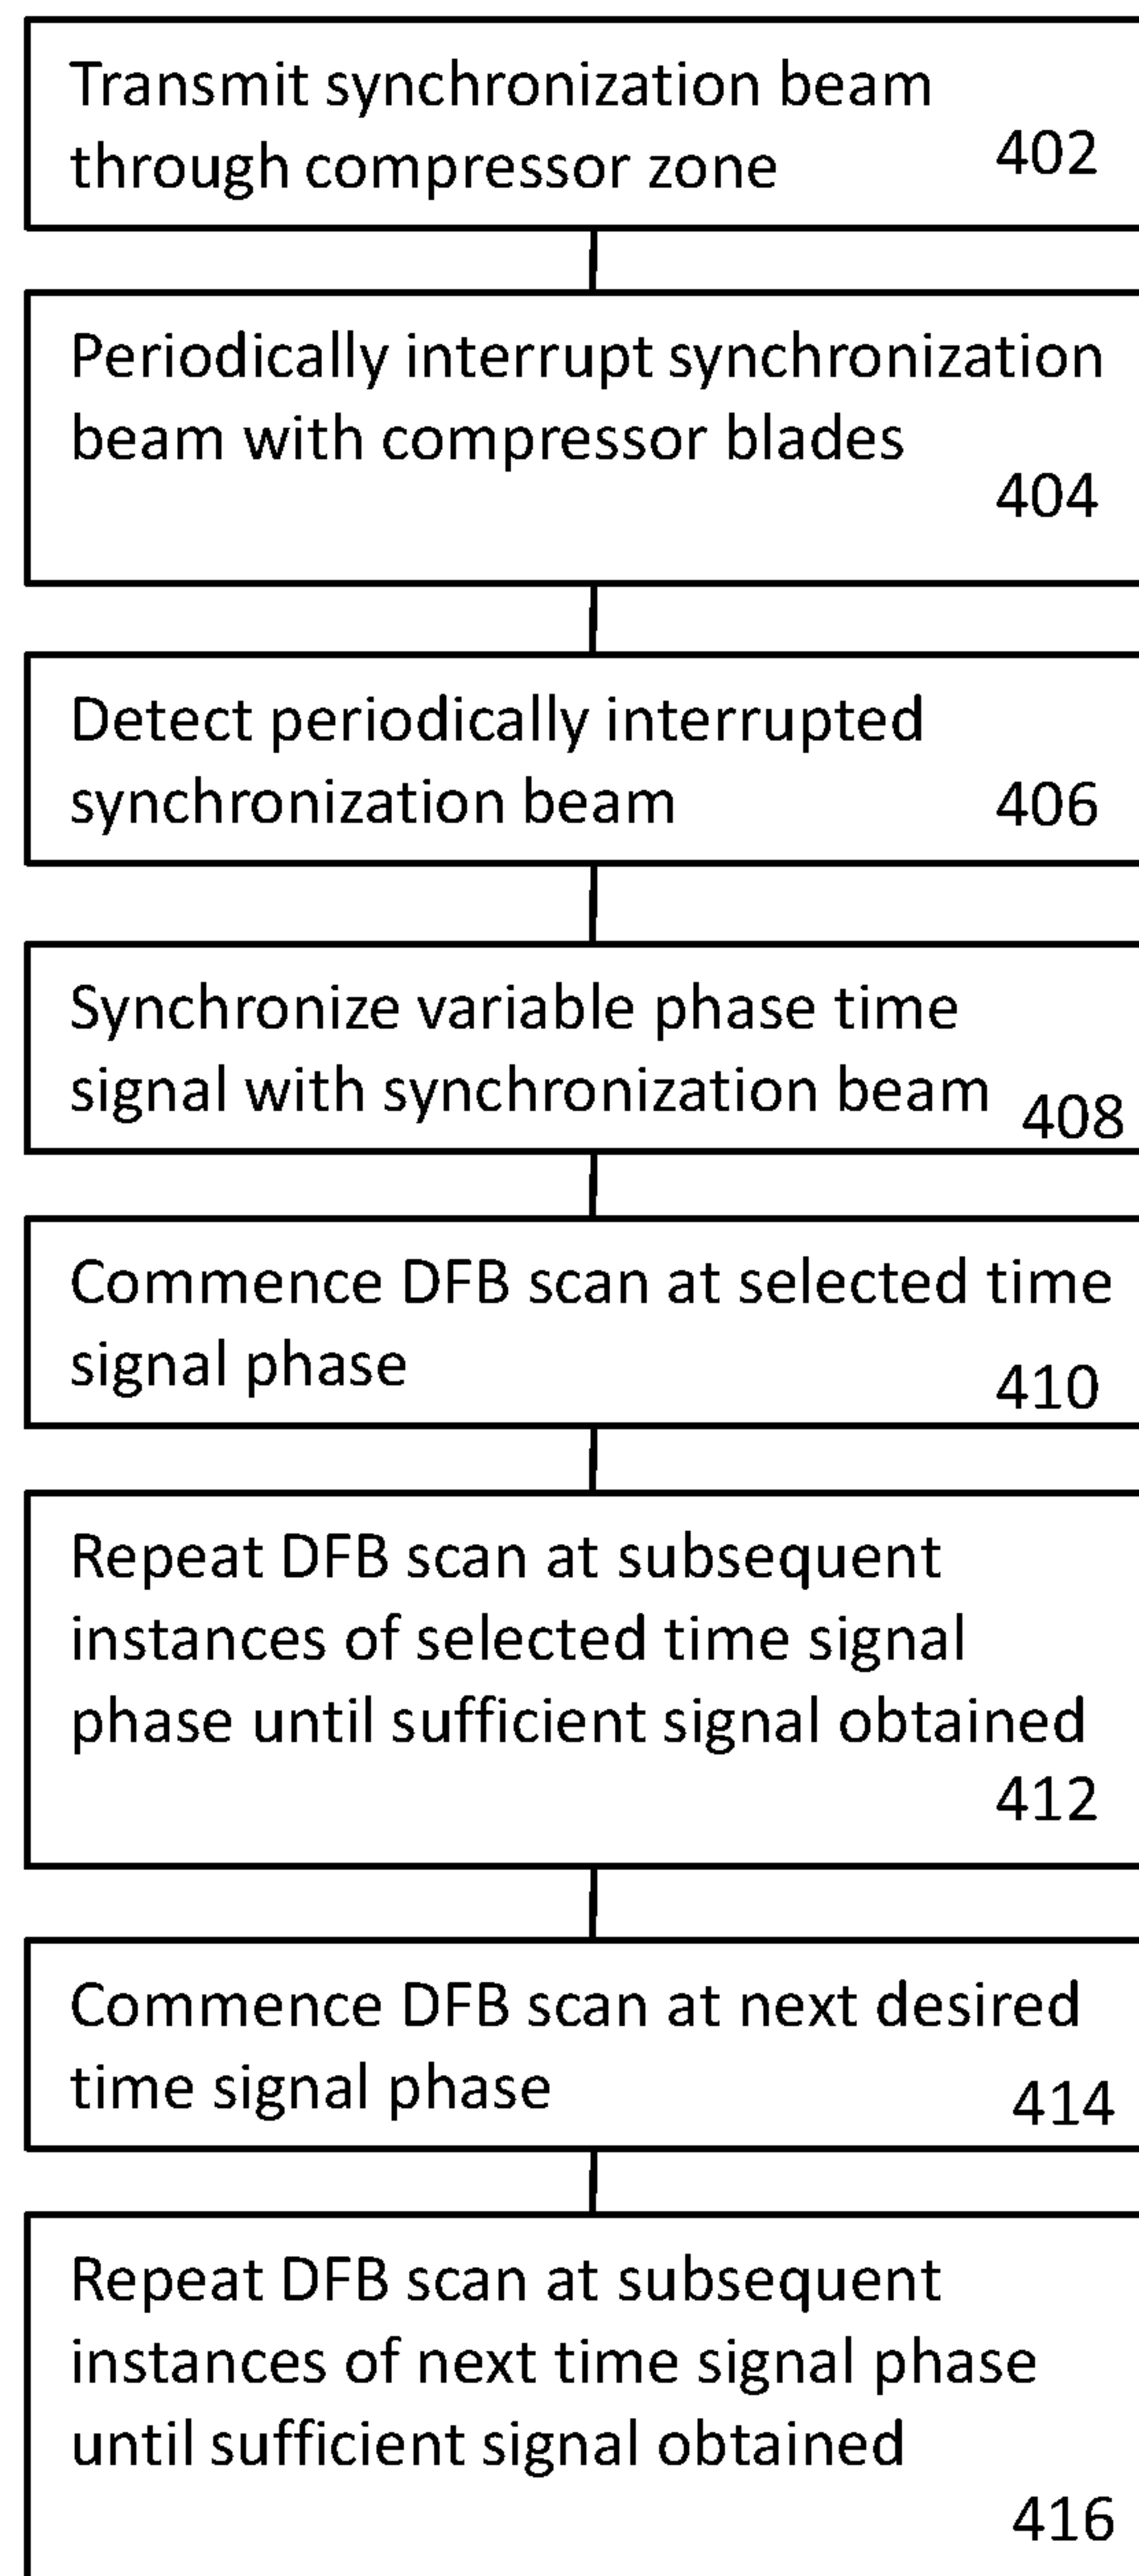 Transmit synchronization beam
through compressor zone
402
Periodically interrupt synchronization
beam with compressor blades
404
Detect periodically interrupted
synchronization beam
406
Synchronize variable phase time
signal with synchronization beam
408
Commence DFB scan at selected time
signal phase
410
Repeat DFB scan at subsequent
instances of selected time signal
phase until sufficient signal obtained
412
Commence DFB scan at next desired
time signal phase
414
Repeat DFB scan at subsequent
instances of next time signal phase
until sufficient signal obtained
416